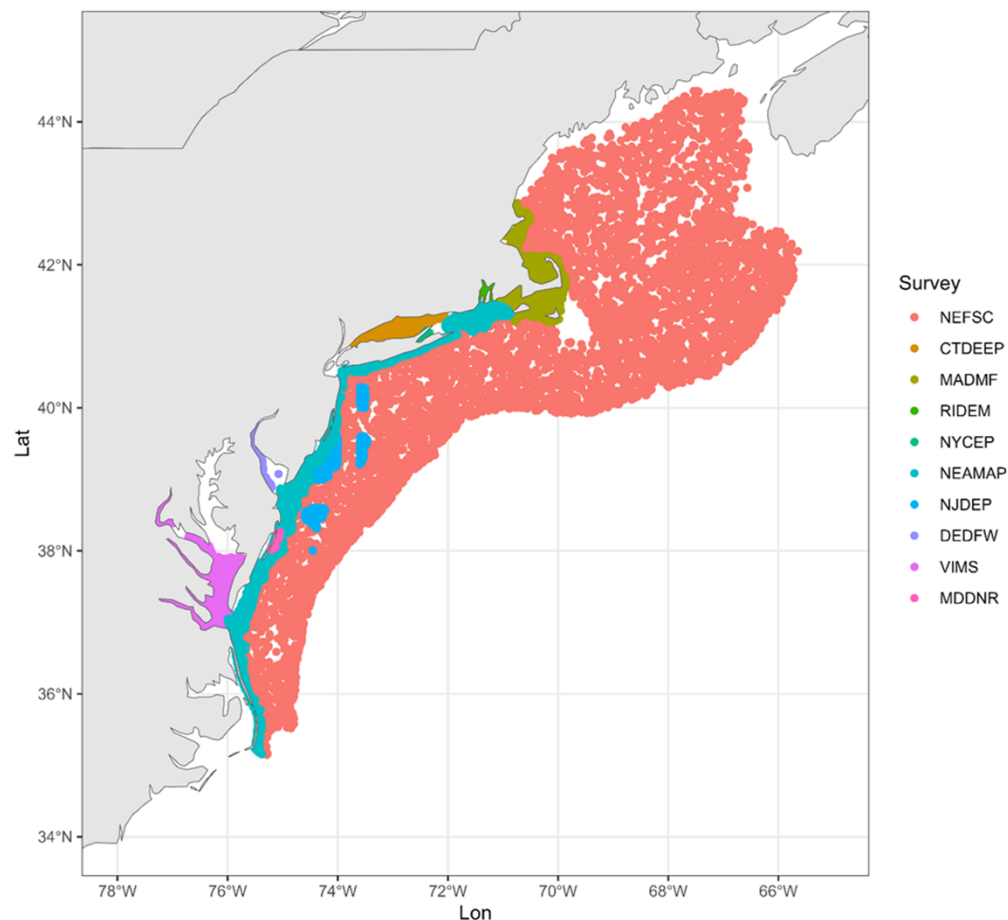 44°N
42°N
40°N
38°N
36°N
34°N
Lat
78°W 76°W 74°W 72°W 70°W 68°W 66°W
Lon
Survey
NEFSC
CTDEEP
MADMF
RIDEM
NYCEP
NEAMAP
NJDEP
DEDFW
VIMS
MDDNR